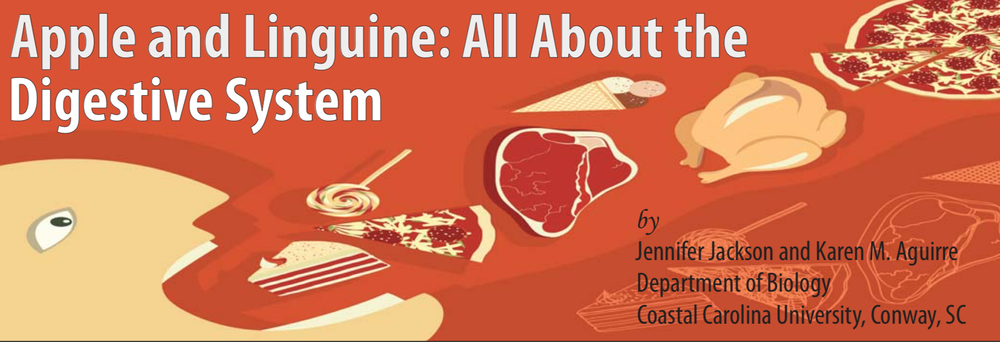 Apple and Linguine: All About the
Digestive System
by
Jennifer Jackson and Karen M. Aguirre
Department of Biology
Coastal Carolina University, Conway, SC